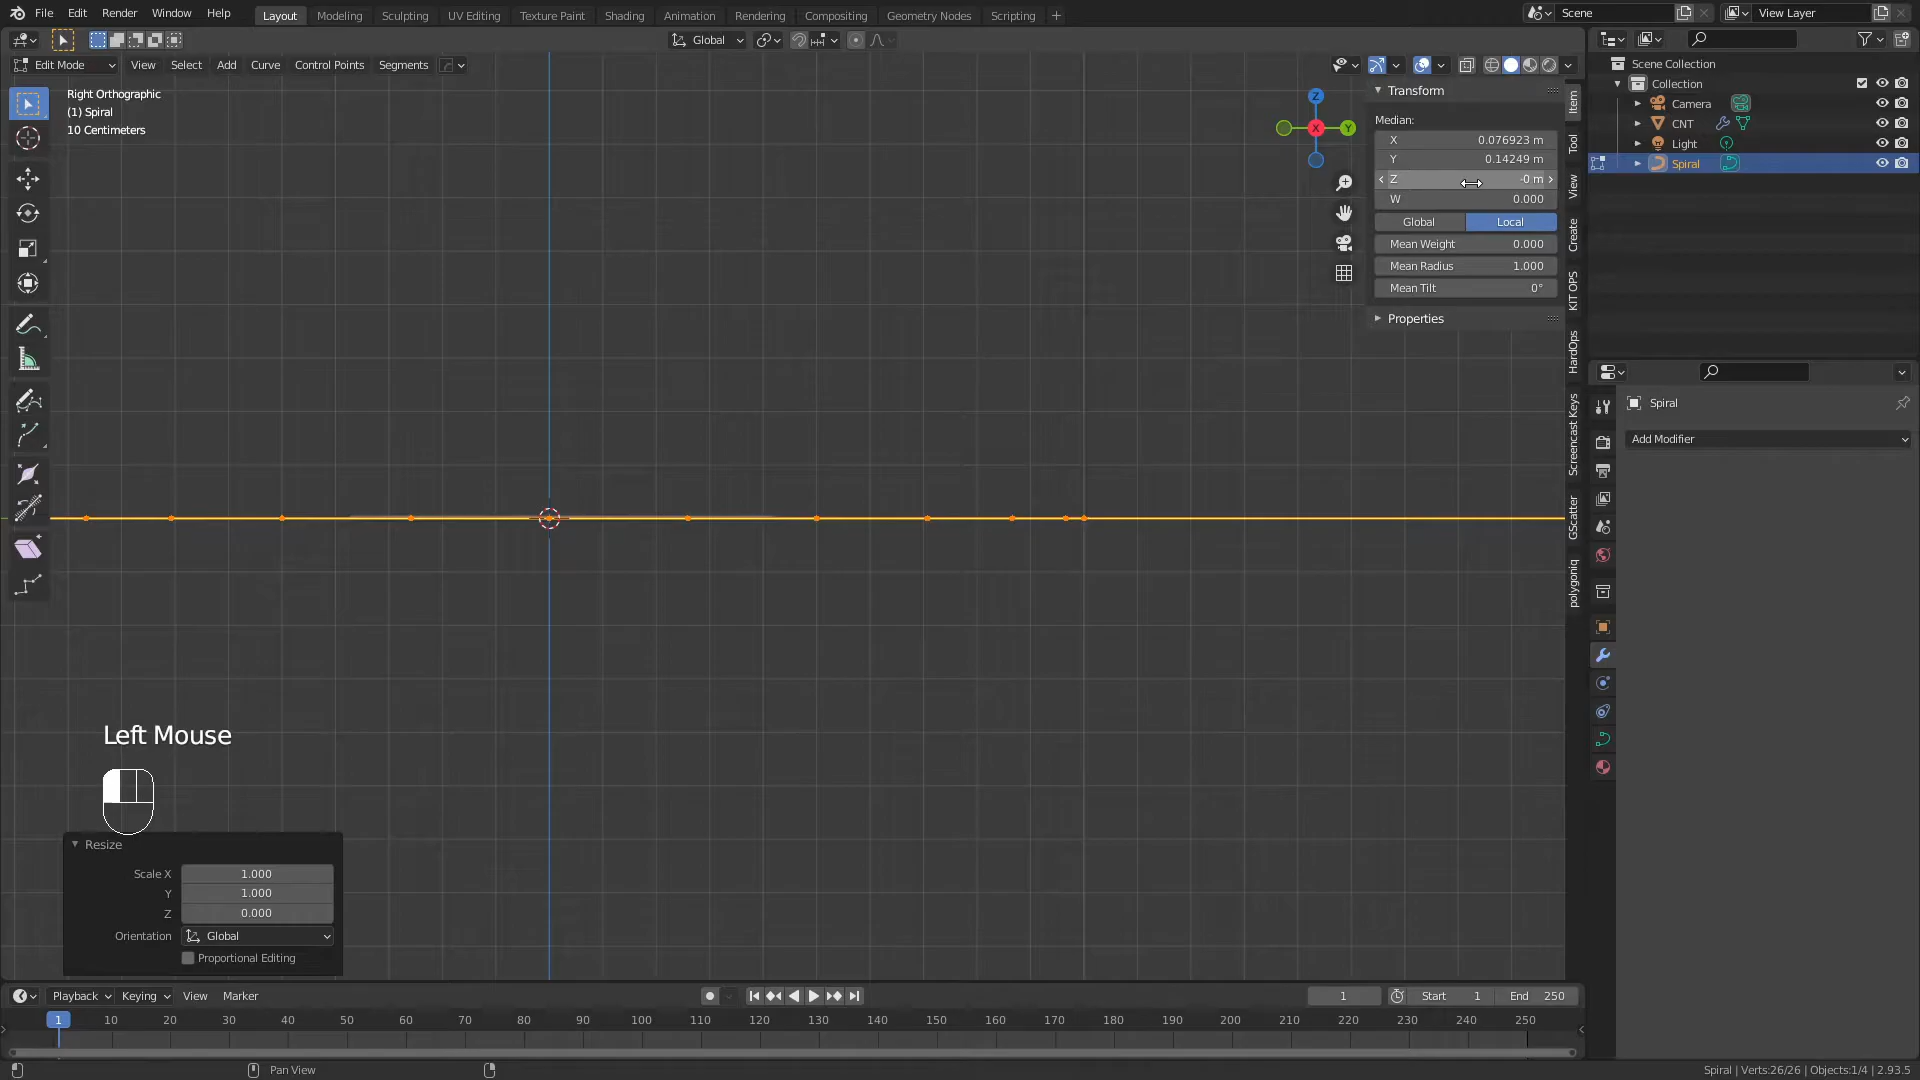 File Edit Render Window Help
Layout Modeling Sculpting UV Editing Texture Paint Shading Animation Rendering Compositing Geometry Nodes Scripting +
Scene
View Layer
Global
Edit Mode View Select Add Curve Control Points Segments
Right Orthographic
(1) Spiral
10 Centimeters
Z
X
Y
Transform
Median:
X 0.076923 m
Y 0.14249 m
Z -0 m
W 0.000
Global Local
Mean Weight 0.000
Mean Radius 1.000
Mean Tilt 0°
Properties
Item
Tool
View
Create
KIT OPS
HardOps
Screencast Keys
GScatter
polygoniq
Scene Collection
Collection
Camera
CNT
Light
Spiral
Spiral
Add Modifier
Left Mouse
Resize
Scale X 1.000
Y 1.000
Z 0.000
Orientation Global
Proportional Editing
Playback Keying View Marker
1 Start 1 End 250
1 10 20 30 40 50 60 70 80 90 100 110 120 130 140 150 160 170 180 190 200 210 220 230 240 250
Pan View
Spiral | Verts:26/26 | Objects:1/4 | 2.93.5